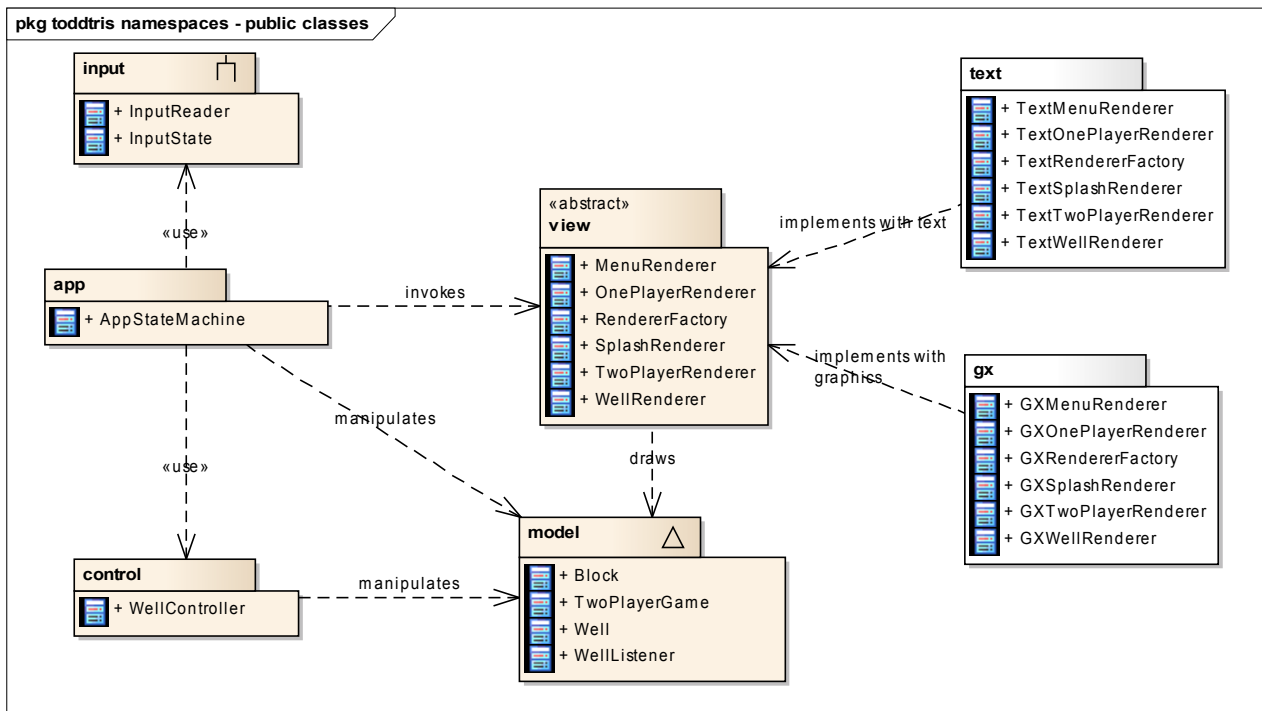 pkg toddtris namespaces - public classes
input
+ InputReader
+ InputState
«use»
app
+ AppStateMachine
invokes
manipulates
«use»
control
+ WellController
manipulates
«abstract»
view
+ MenuRenderer
+ OnePlayerRenderer
+ RendererFactory
+ SplashRenderer
+ TwoPlayerRenderer
+ WellRenderer
draws
model
+ Block
+ TwoPlayerGame
+ Well
+ WellListener
implements with text
text
+ TextMenuRenderer
+ TextOnePlayerRenderer
+ TextRendererFactory
+ TextSplashRenderer
+ TextTwoPlayerRenderer
+ TextWellRenderer
implements with
graphics
gx
+ GXMenuRenderer
+ GXOnePlayerRenderer
+ GXRendererFactory
+ GXSplashRenderer
+ GXTwoPlayerRenderer
+ GXWellRenderer